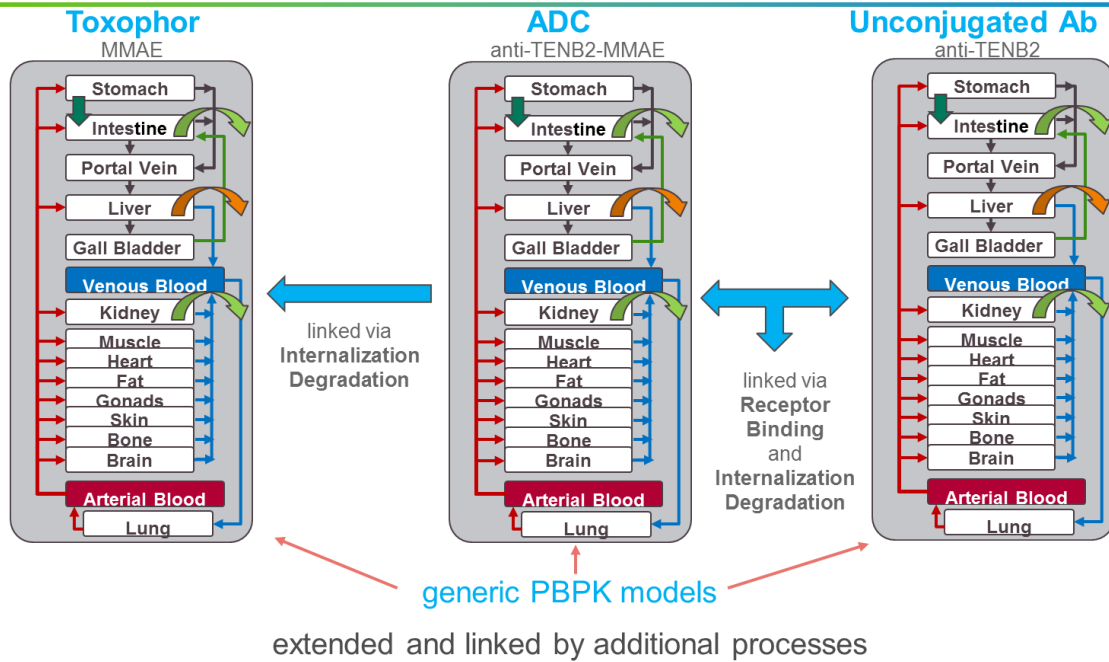 Toxophor
MMAE
Stomach
Intestine
Portal Vein
Liver
Gall Bladder
Venous Blood
Kidney
Muscle
Heart
Fat
Gonads
Skin
Bone
Brain
Arterial Blood
Lung
linked via
Internalization
Degradation
ADC
anti-TENB2-MMAE
Stomach
Intestine
Portal Vein
Liver
Gall Bladder
Venous Blood
Kidney
Muscle
Heart
Fat
Gonads
Skin
Bone
Brain
Arterial Blood
Lung
linked via
Receptor
Binding
and
Internalization
Degradation
Unconjugated Ab
anti-TENB2
Stomach
Intestine
Portal Vein
Liver
Gall Bladder
Venous Blood
Kidney
Muscle
Heart
Fat
Gonads
Skin
Bone
Brain
Arterial Blood
Lung
generic PBPK models
extended and linked by additional processes